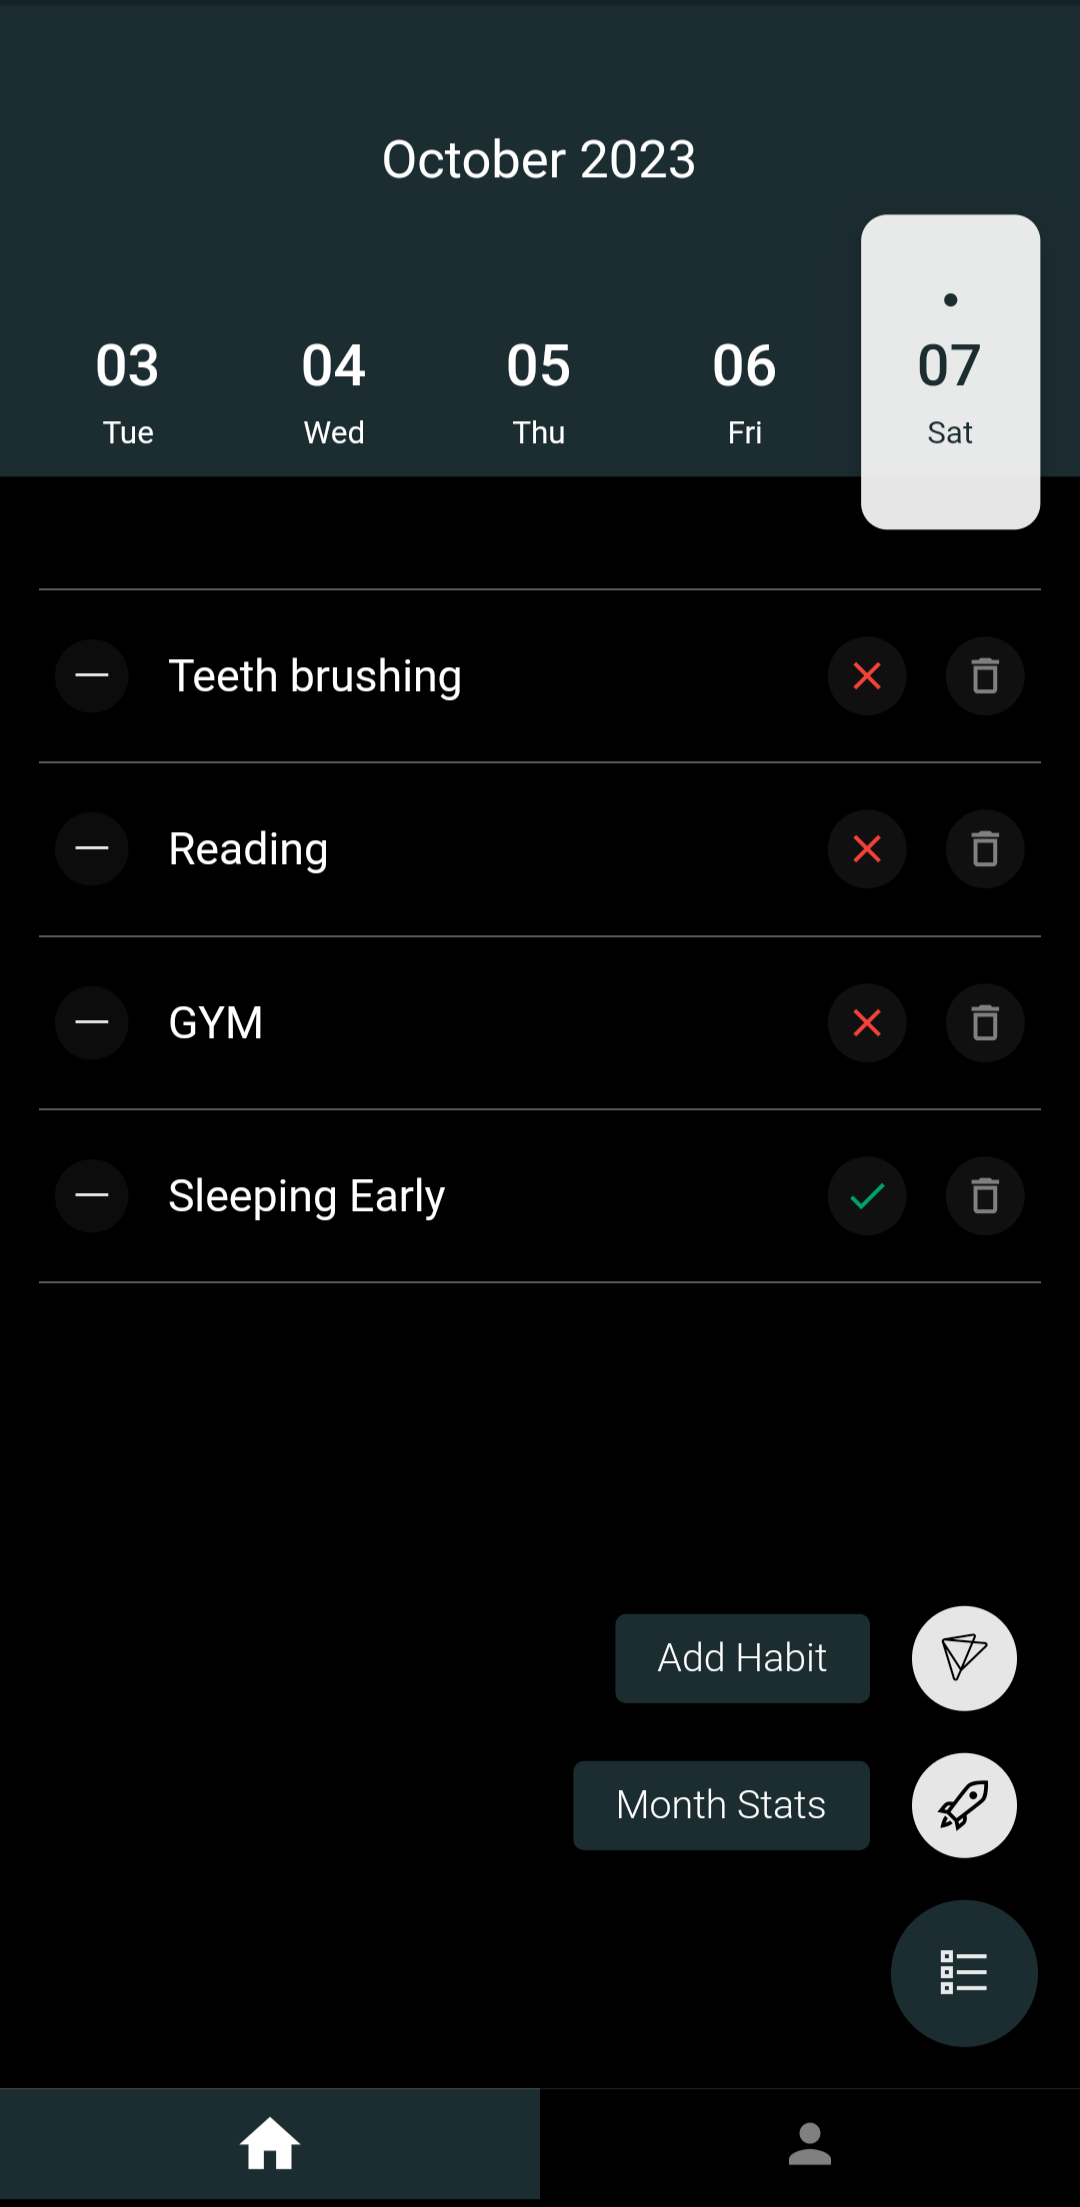 October 2023
03 04 05 06 07
Tue Wed Thu Fri Sat
Teeth brushing
Reading
GYM
Sleeping Early
Add Habit
Month Stats